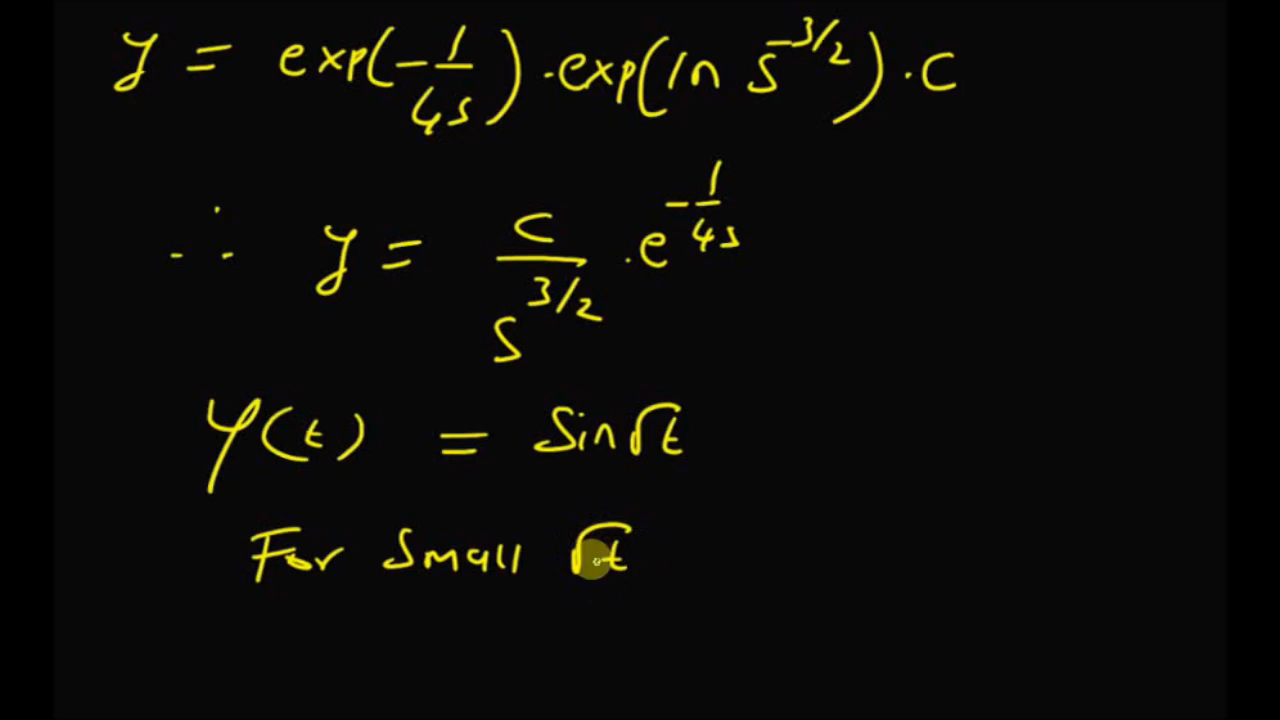 y = exp(-1/4s) · exp(ln s^-3/2) · c
∴ y = c/s^3/2 · e^-1/4s
Y(t) = Sin√t
For small √t